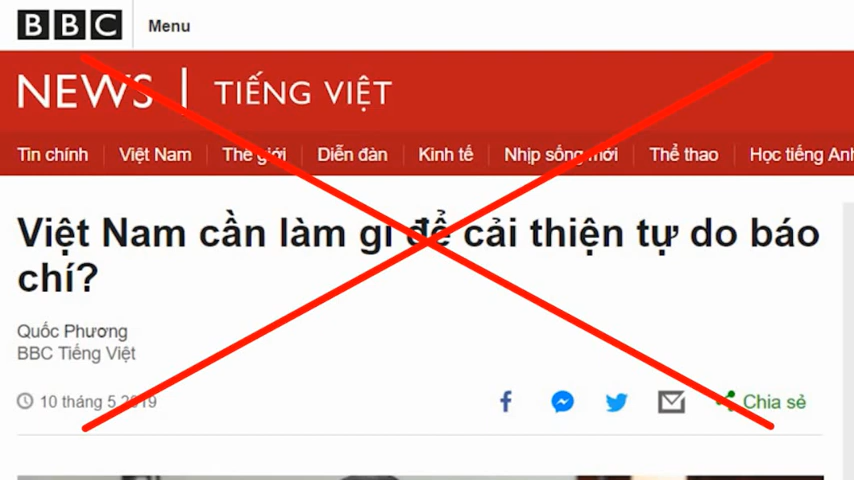 BBC Menu
NEWS | TIẾNG VIỆT
Tin chính Việt Nam Thế giới Diễn đàn Kinh tế Nhịp sống mới Thể thao Học tiếng Anh
Việt Nam cần làm gì để cải thiện tự do báo
chí?
Quốc Phương
BBC Tiếng Việt
10 tháng 5 2019
Chia sẻ